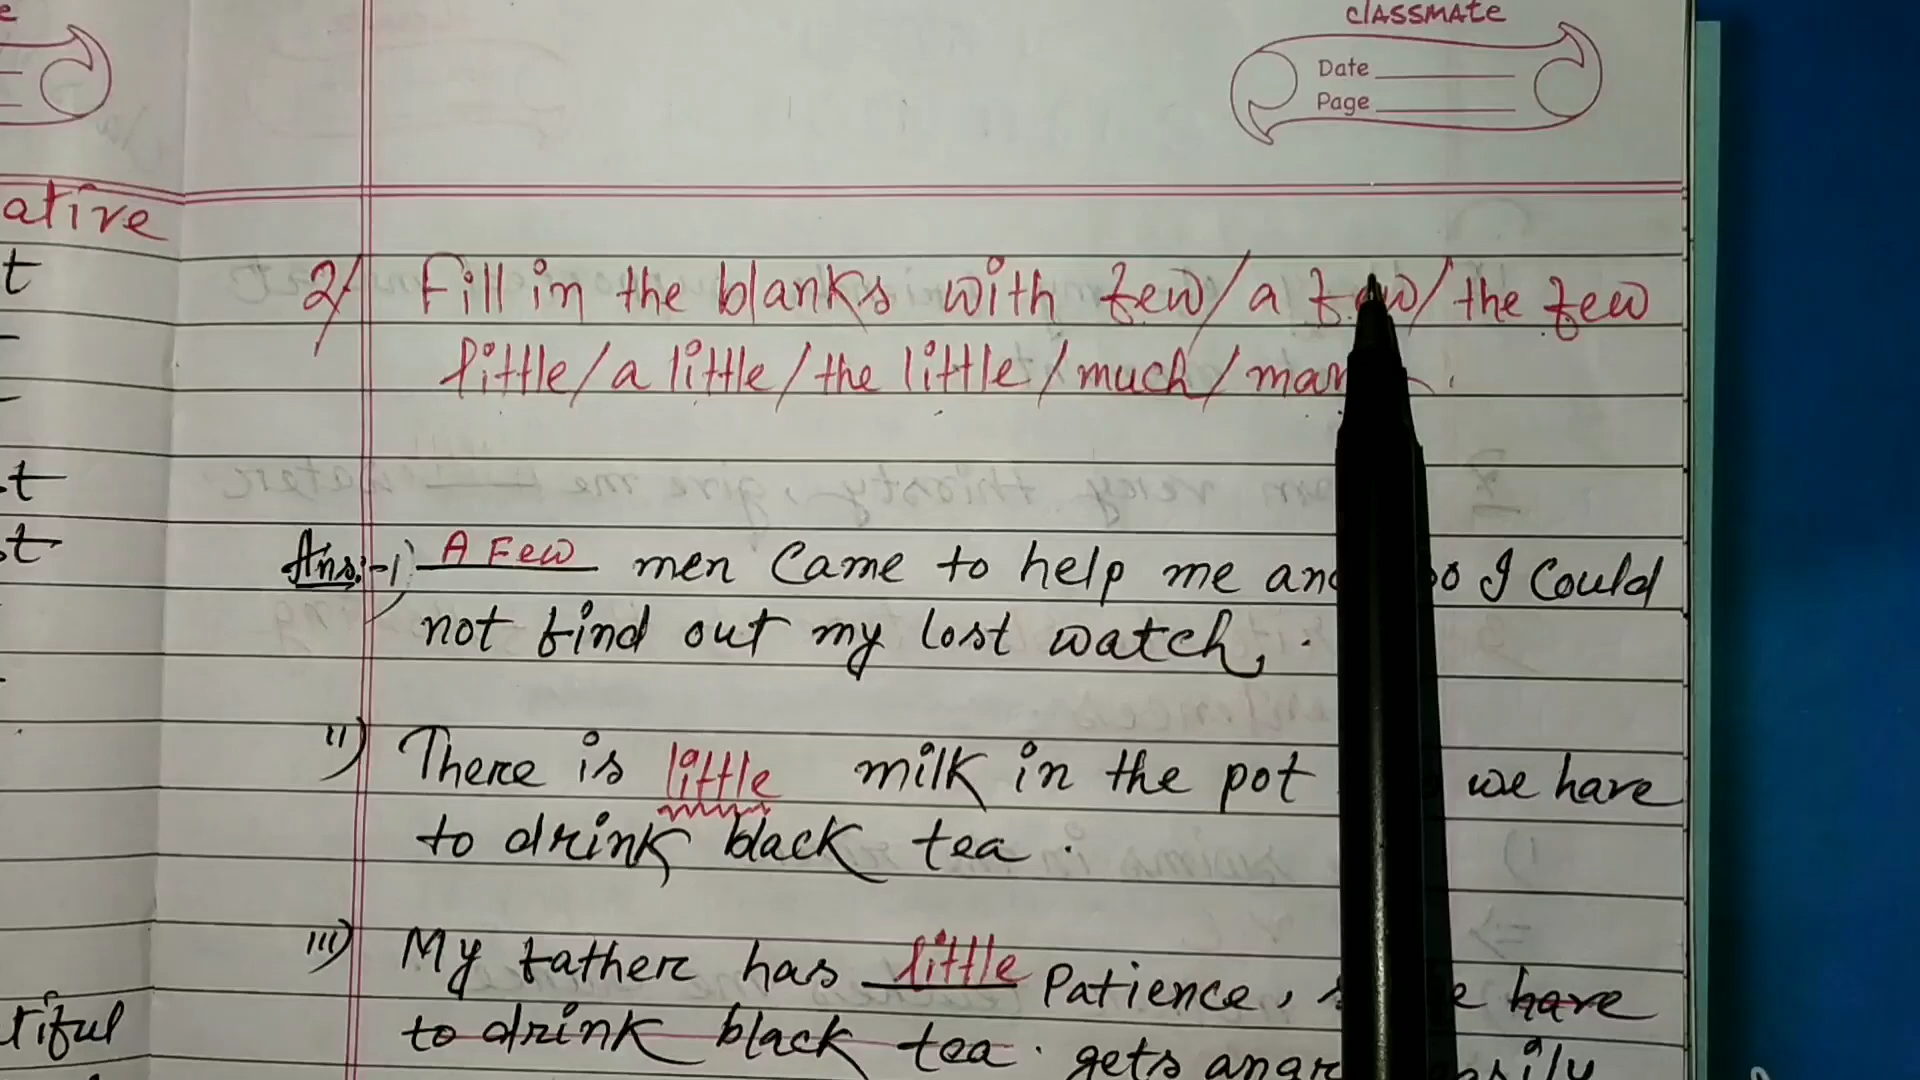 classmate
Date
Page
ative
t
2/ Fill in the blanks with few/a few/the few
little/a little/the little/much/
t
Ans:-1) A Few men Came to help me and so I Could
t
not find out my lost watch,.
ii) There is little milk in the pot we have
to drink black tea.
iii) My father has little Patience, have
tiful
to drink black tea. gets